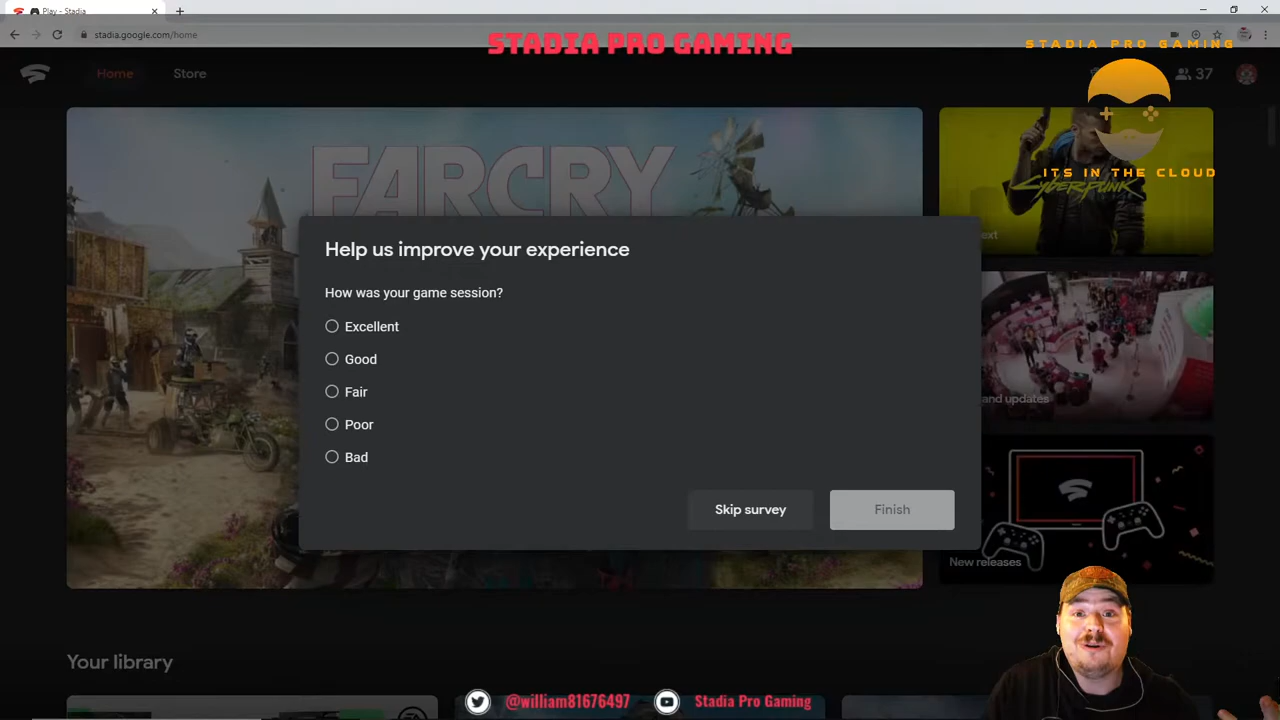 Play - Stadia
stadia.google.com/home
STADIA PRO GAMING
STADIA PRO GAMING
Home
Store
37
FARCRY
CYBERPUNK
ITS IN THE CLOUD
ext
Help us improve your experience
How was your game session?
Excellent
Good
Fair
Poor
Bad
Skip survey
Finish
and updates
New releases
Your library
@william81676497
Stadia Pro Gaming